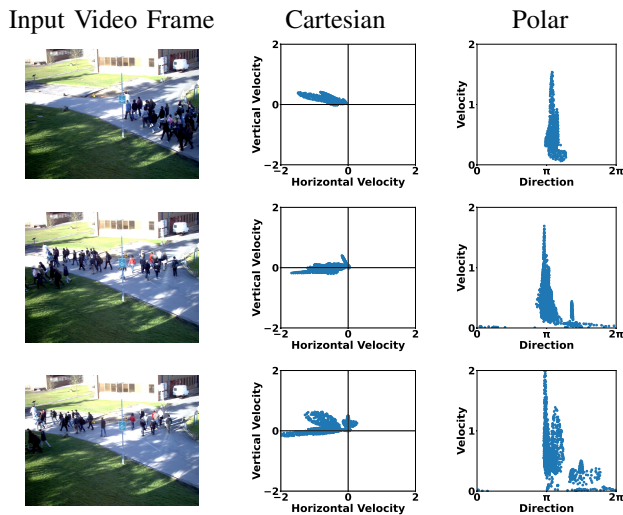 Input Video Frame Cartesian Polar
2
0
−2
−2 0 2
Vertical Velocity
Horizontal Velocity
2
1
0
0 π 2π
Velocity
Direction
2
0
−2
−2 0 2
Vertical Velocity
Horizontal Velocity
2
1
0
0 π 2π
Velocity
Direction
2
0
−2
−2 0 2
Vertical Velocity
Horizontal Velocity
2
1
0
0 π 2π
Velocity
Direction